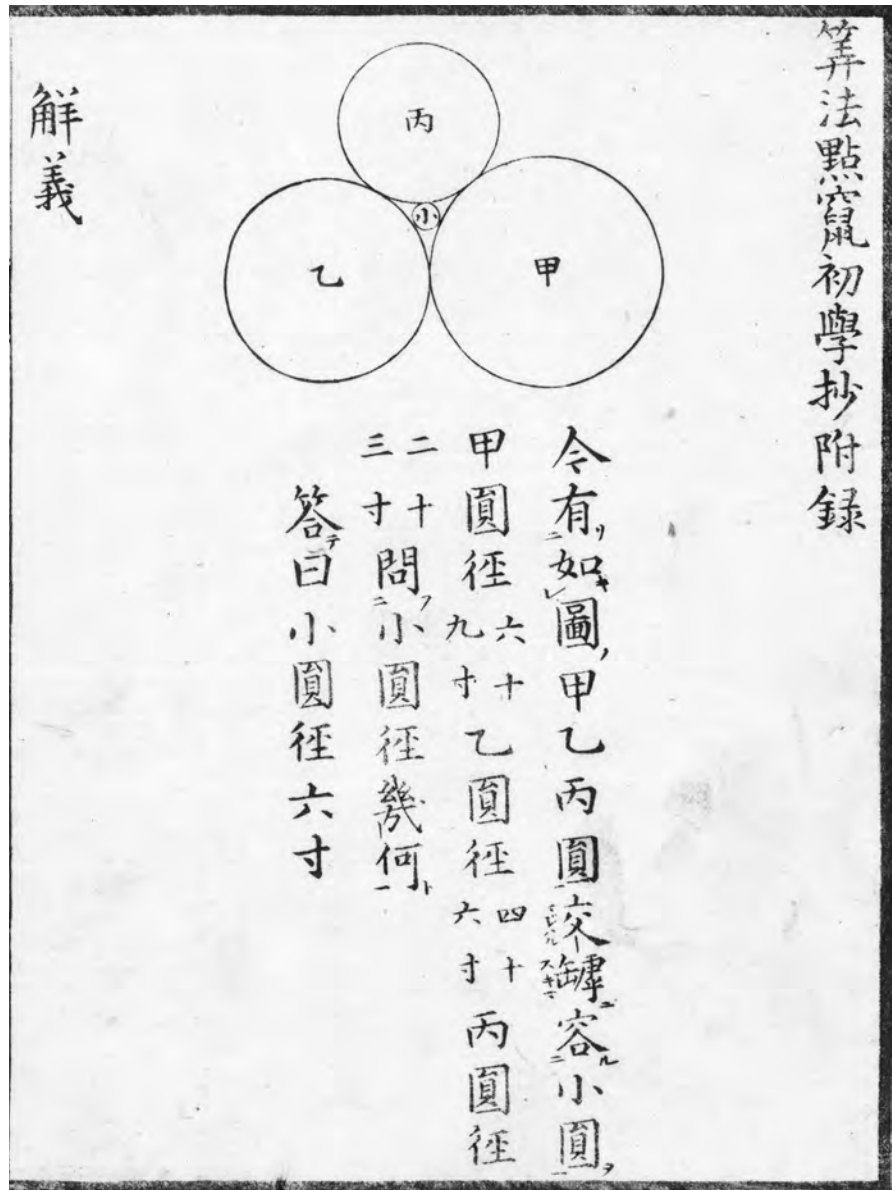 筭法點竄初學抄附録
丙
小
乙
甲
令有如圖甲乙丙圓交罅容小圓
甲圓径六十九寸乙圓径四十六寸丙圓径
二十三寸問小圓径幾何
答曰小圓径六寸
解義